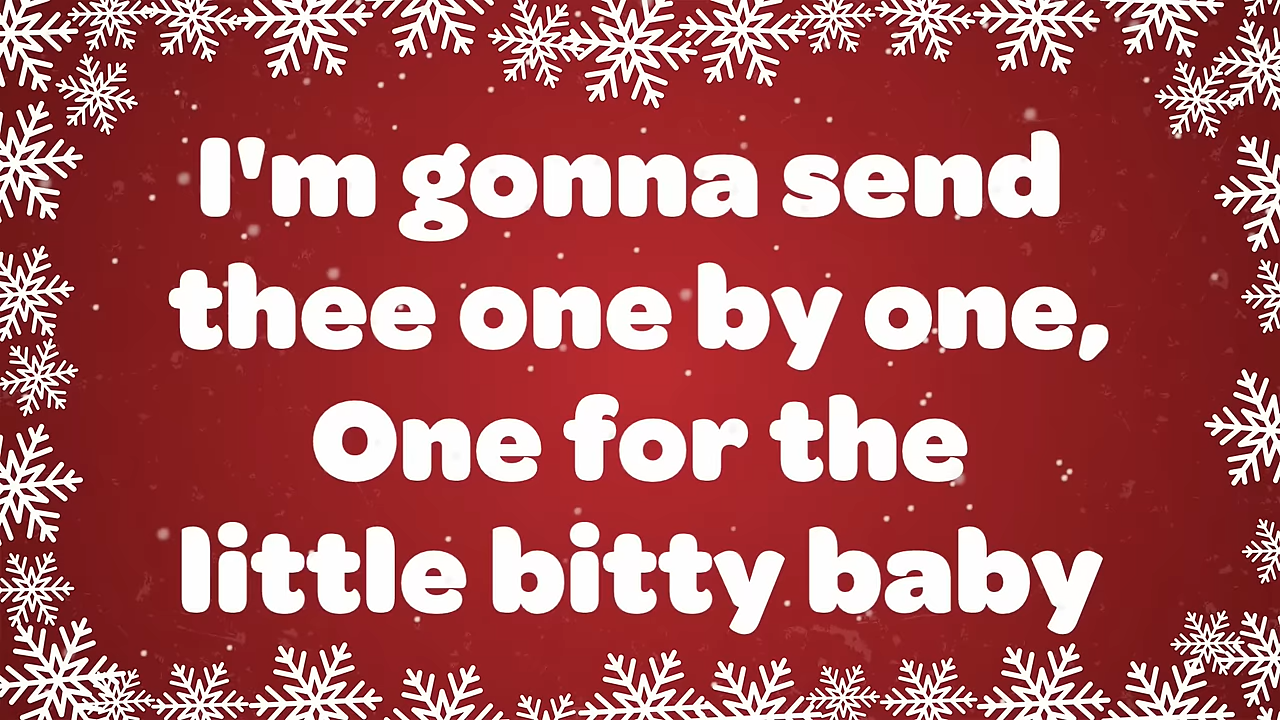 I'm gonna send
thee one by one,
One for the
little bitty baby